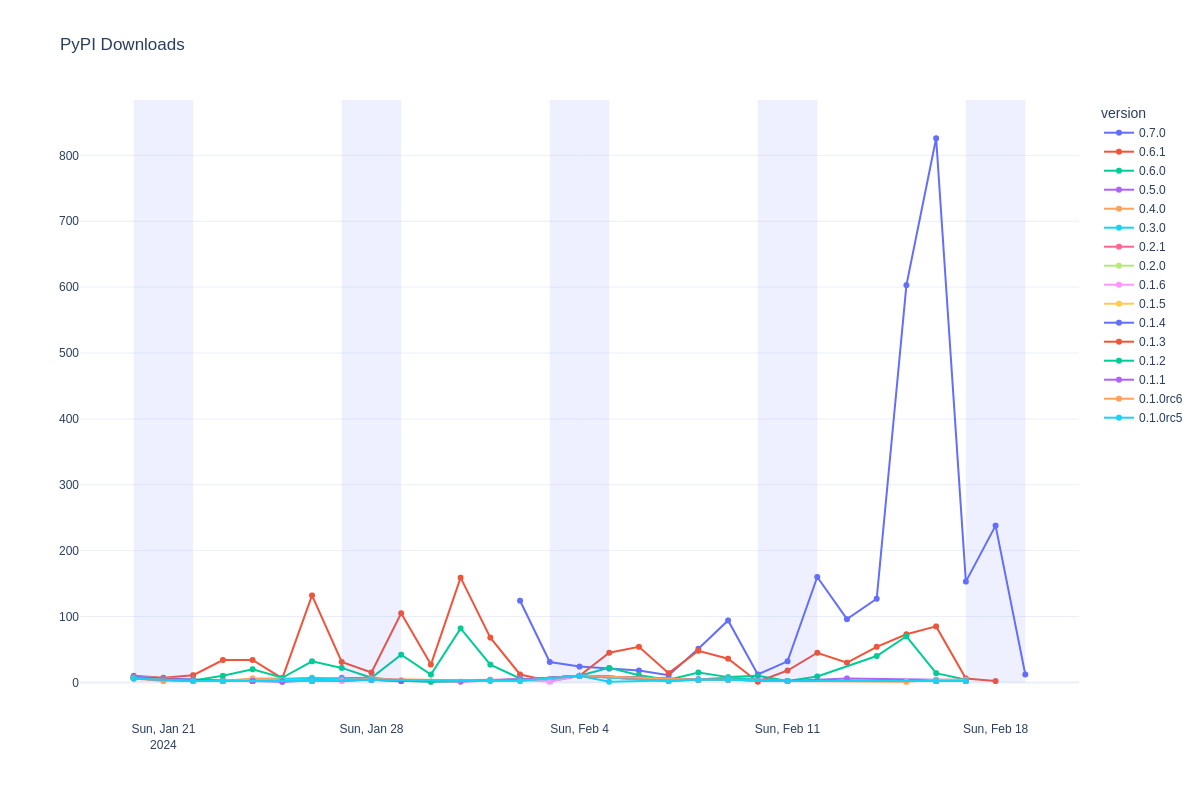 PyPI Downloads
800
700
600
500
400
300
200
100
0
Sun, Jan 21
2024
Sun, Jan 28
Sun, Feb 4
Sun, Feb 11
Sun, Feb 18
version
0.7.0
0.6.1
0.6.0
0.5.0
0.4.0
0.3.0
0.2.1
0.2.0
0.1.6
0.1.5
0.1.4
0.1.3
0.1.2
0.1.1
0.1.0rc6
0.1.0rc5